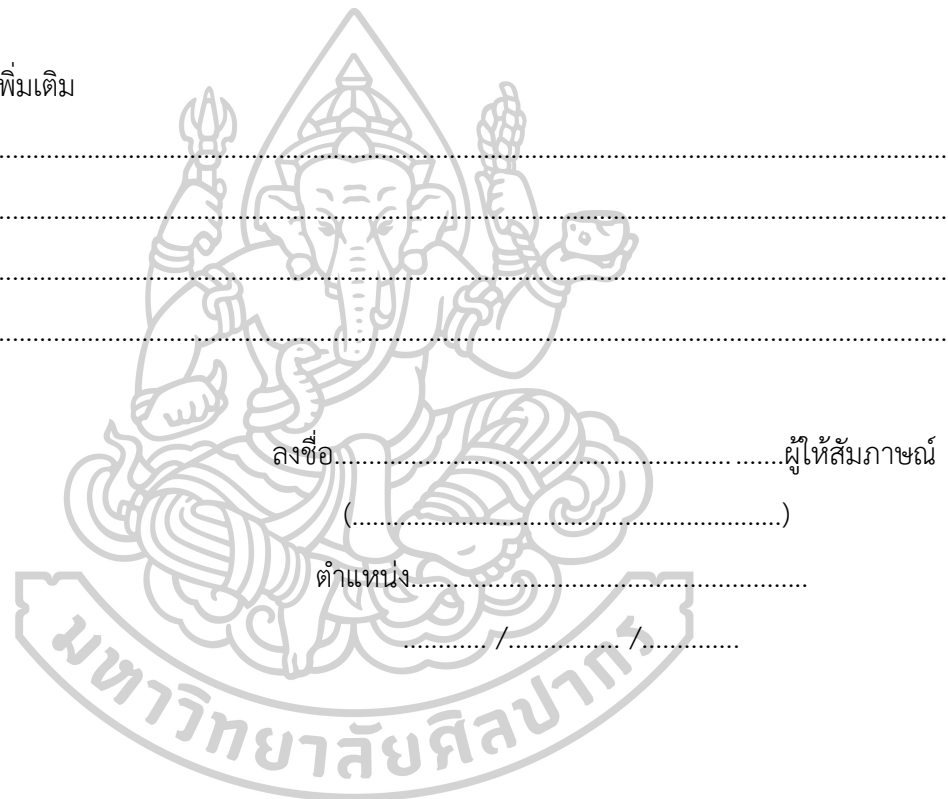 พิ่มเติม
....................................................................................................
....................................................................................................
....................................................................................................
....................................................................................................
ลงชื่อ.......................................................... .......ผู้ให้สัมภาษณ์
(..............................................................)
ตำแหน่ง..........................................................
............ /................ /..............
มหาวิทยาลัยศิลปากร